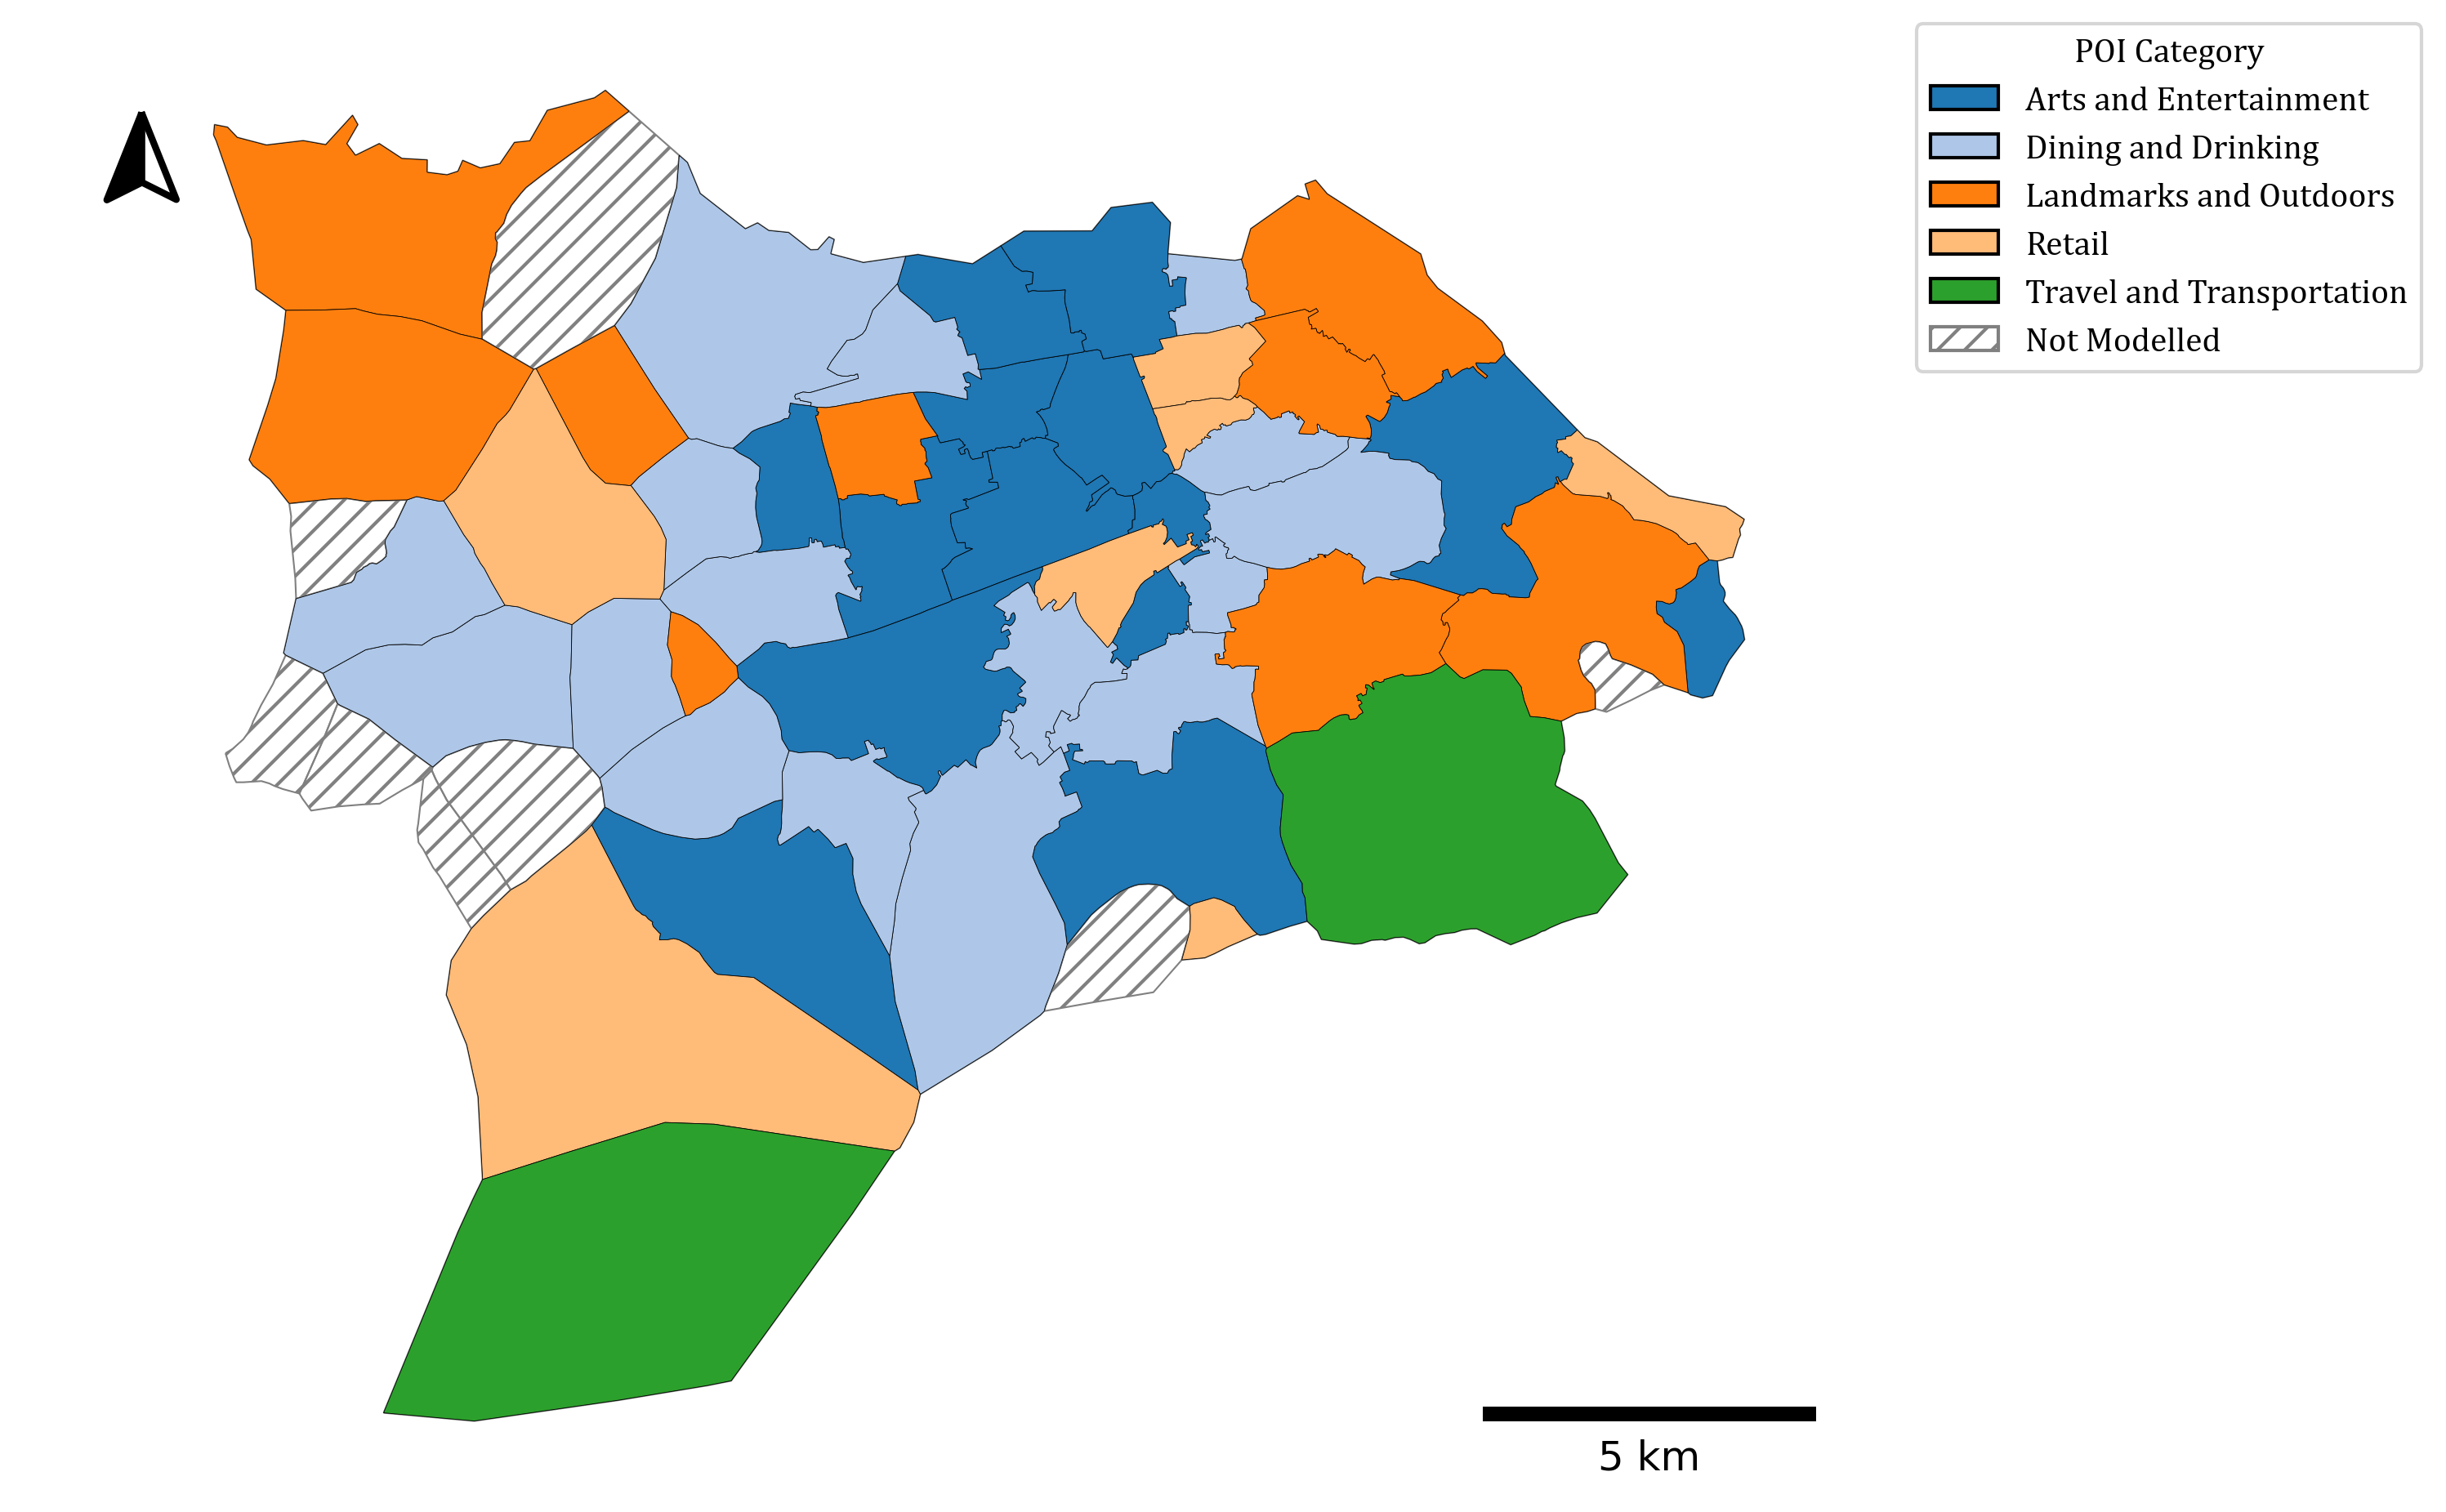 POI Category
Arts and Entertainment
Dining and Drinking
Landmarks and Outdoors
Retail
Travel and Transportation
Not Modelled
5 km